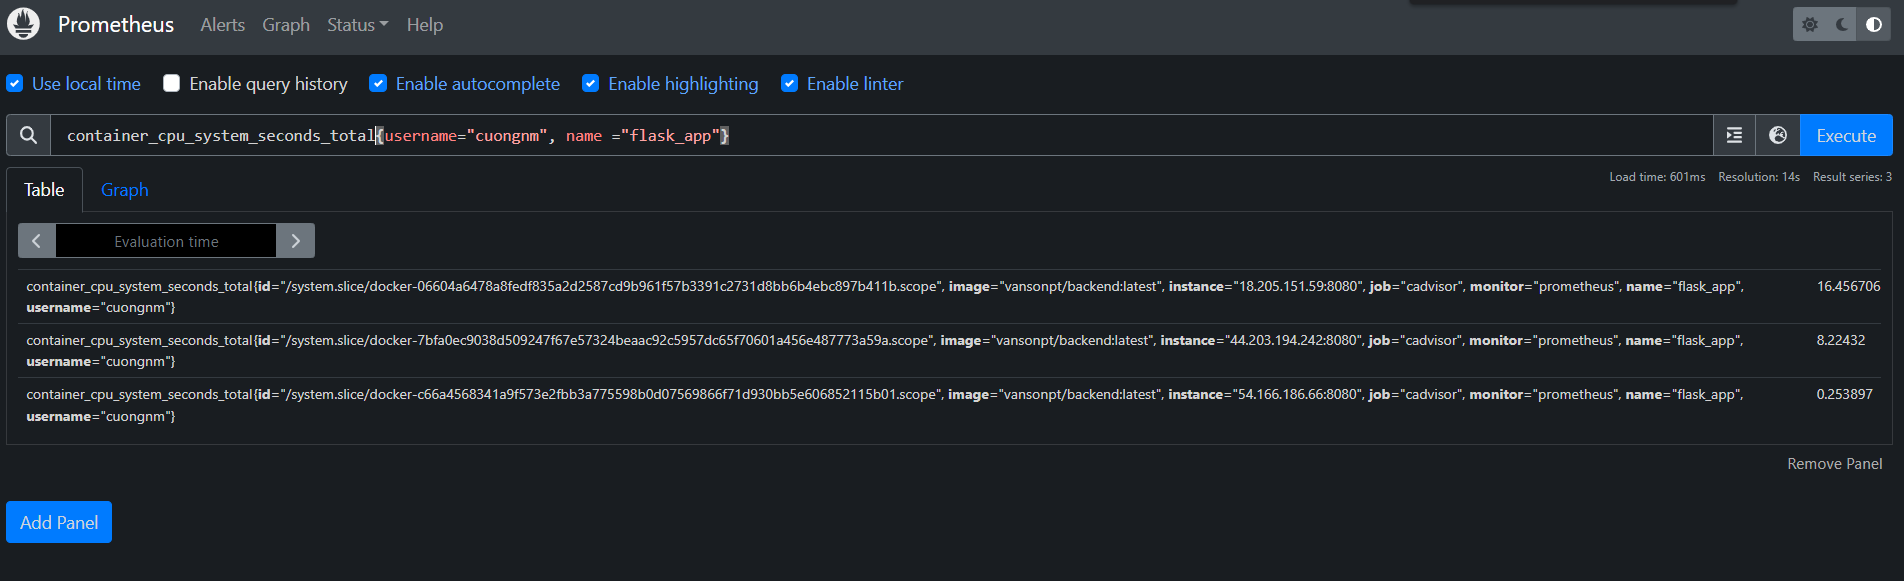 Prometheus Alerts Graph Status Help
Use local time Enable query history Enable autocomplete Enable highlighting Enable linter
container_cpu_system_seconds_total{username="cuongnm", name ="flask_app"} Execute
Table Graph Load time: 601ms Resolution: 14s Result series: 3
Evaluation time
container_cpu_system_seconds_total{id="/system.slice/docker-06604a6478a8fedf835a2d2587cd9b961f57b3391c2731d8bb6b4ebc897b411b.scope", image="vansonpt/backend:latest", instance="18.205.151.59:8080", job="cadvisor", monitor="prometheus", name="flask_app", 16.456706
username="cuongnm"}
container_cpu_system_seconds_total{id="/system.slice/docker-7bfa0ec9038d509247f67e57324beaac92c5957dc65f70601a456e487773a59a.scope", image="vansonpt/backend:latest", instance="44.203.194.242:8080", job="cadvisor", monitor="prometheus", name="flask_app", 8.22432
username="cuongnm"}
container_cpu_system_seconds_total{id="/system.slice/docker-c66a4568341a9f573e2fbb3a775598b0d07569866f71d930bb5e606852115b01.scope", image="vansonpt/backend:latest", instance="54.166.186.66:8080", job="cadvisor", monitor="prometheus", name="flask_app", 0.253897
username="cuongnm"}
Remove Panel
Add Panel